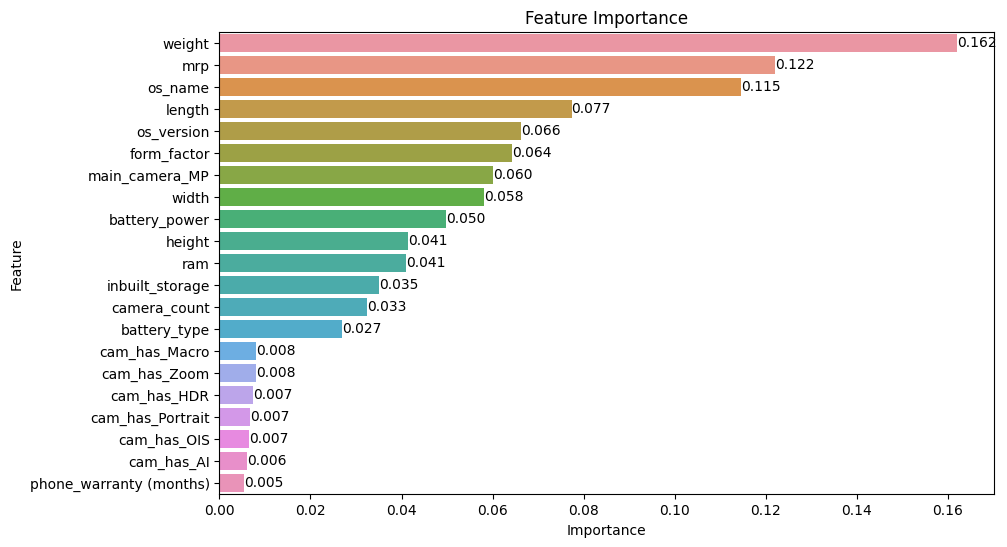 Feature Importance
weight 0.162
mrp 0.122
os_name 0.115
length 0.077
os_version 0.066
form_factor 0.064
main_camera_MP 0.060
width 0.058
battery_power 0.050
height 0.041
ram 0.041
inbuilt_storage 0.035
camera_count 0.033
battery_type 0.027
cam_has_Macro 0.008
cam_has_Zoom 0.008
cam_has_HDR 0.007
cam_has_Portrait 0.007
cam_has_OIS 0.007
cam_has_AI 0.006
phone_warranty (months) 0.005
Feature
0.00 0.02 0.04 0.06 0.08 0.10 0.12 0.14 0.16
Importance